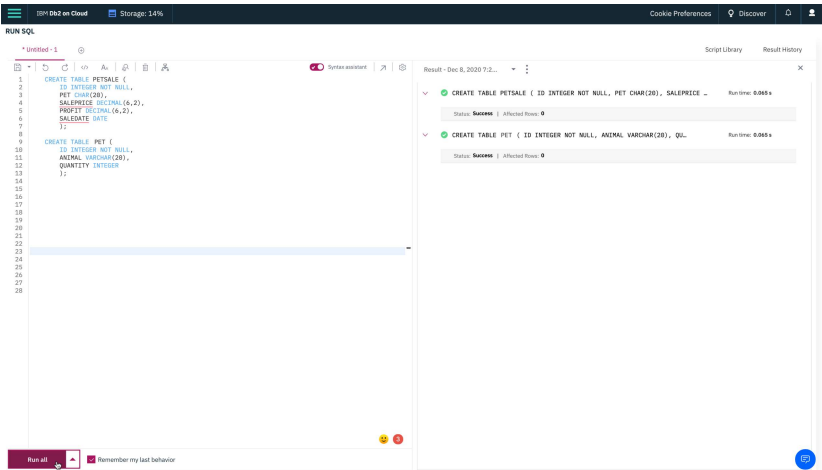 IBM Db2 on Cloud
Storage: 14%
Cookie Preferences
Discover
RUN SQL
* Untitled - 1
Script Library
Result History
Syntax assistant
Result - Dec 8, 2020 7:2...
1 CREATE TABLE PETSALE (
2 ID INTEGER NOT NULL,
3 PET CHAR(20),
4 SALEPRICE DECIMAL(6,2),
5 PROFIT DECIMAL(6,2),
6 SALEDATE DATE
7 );
8
9 CREATE TABLE PET (
10 ID INTEGER NOT NULL,
11 ANIMAL VARCHAR(20),
12 QUANTITY INTEGER
13 );
14
15
16
17
18
19
20
21
22
23
24
25
26
27
28
CREATE TABLE PETSALE ( ID INTEGER NOT NULL, PET CHAR(20), SALEPRICE …
Run time: 0.065 s
Status: Success | Affected Rows: 0
CREATE TABLE PET ( ID INTEGER NOT NULL, ANIMAL VARCHAR(20), QU…
Run time: 0.065 s
Status: Success | Affected Rows: 0
3
Run all
Remember my last behavior